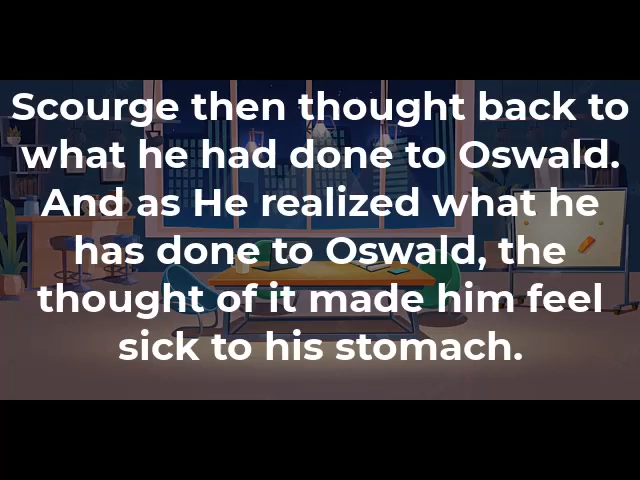 Scourge then thought back to
what he had done to Oswald.
And as He realized what he
has done to Oswald, the
thought of it made him feel
sick to his stomach.